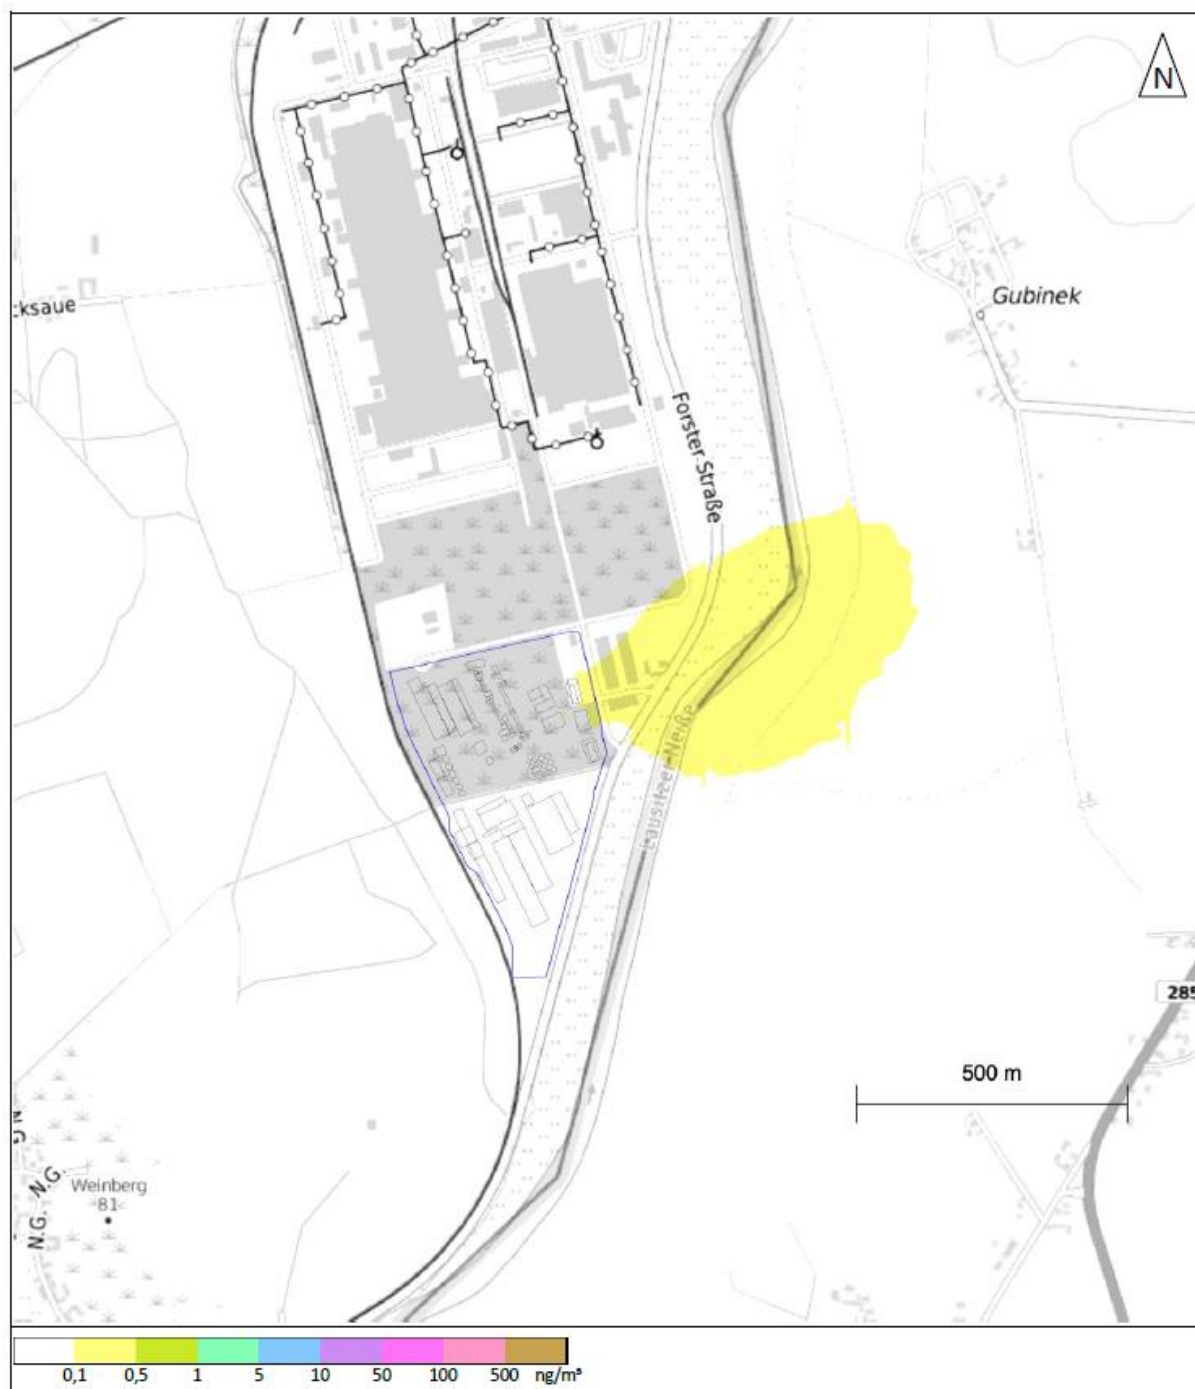 N
cksaue
Gubinek
Forster Straße
Lausitzer Neiße
285
500 m
N.G. N.G.
Weinberg
81
0,1 0,5 1 5 10 50 100 500 ng/m³